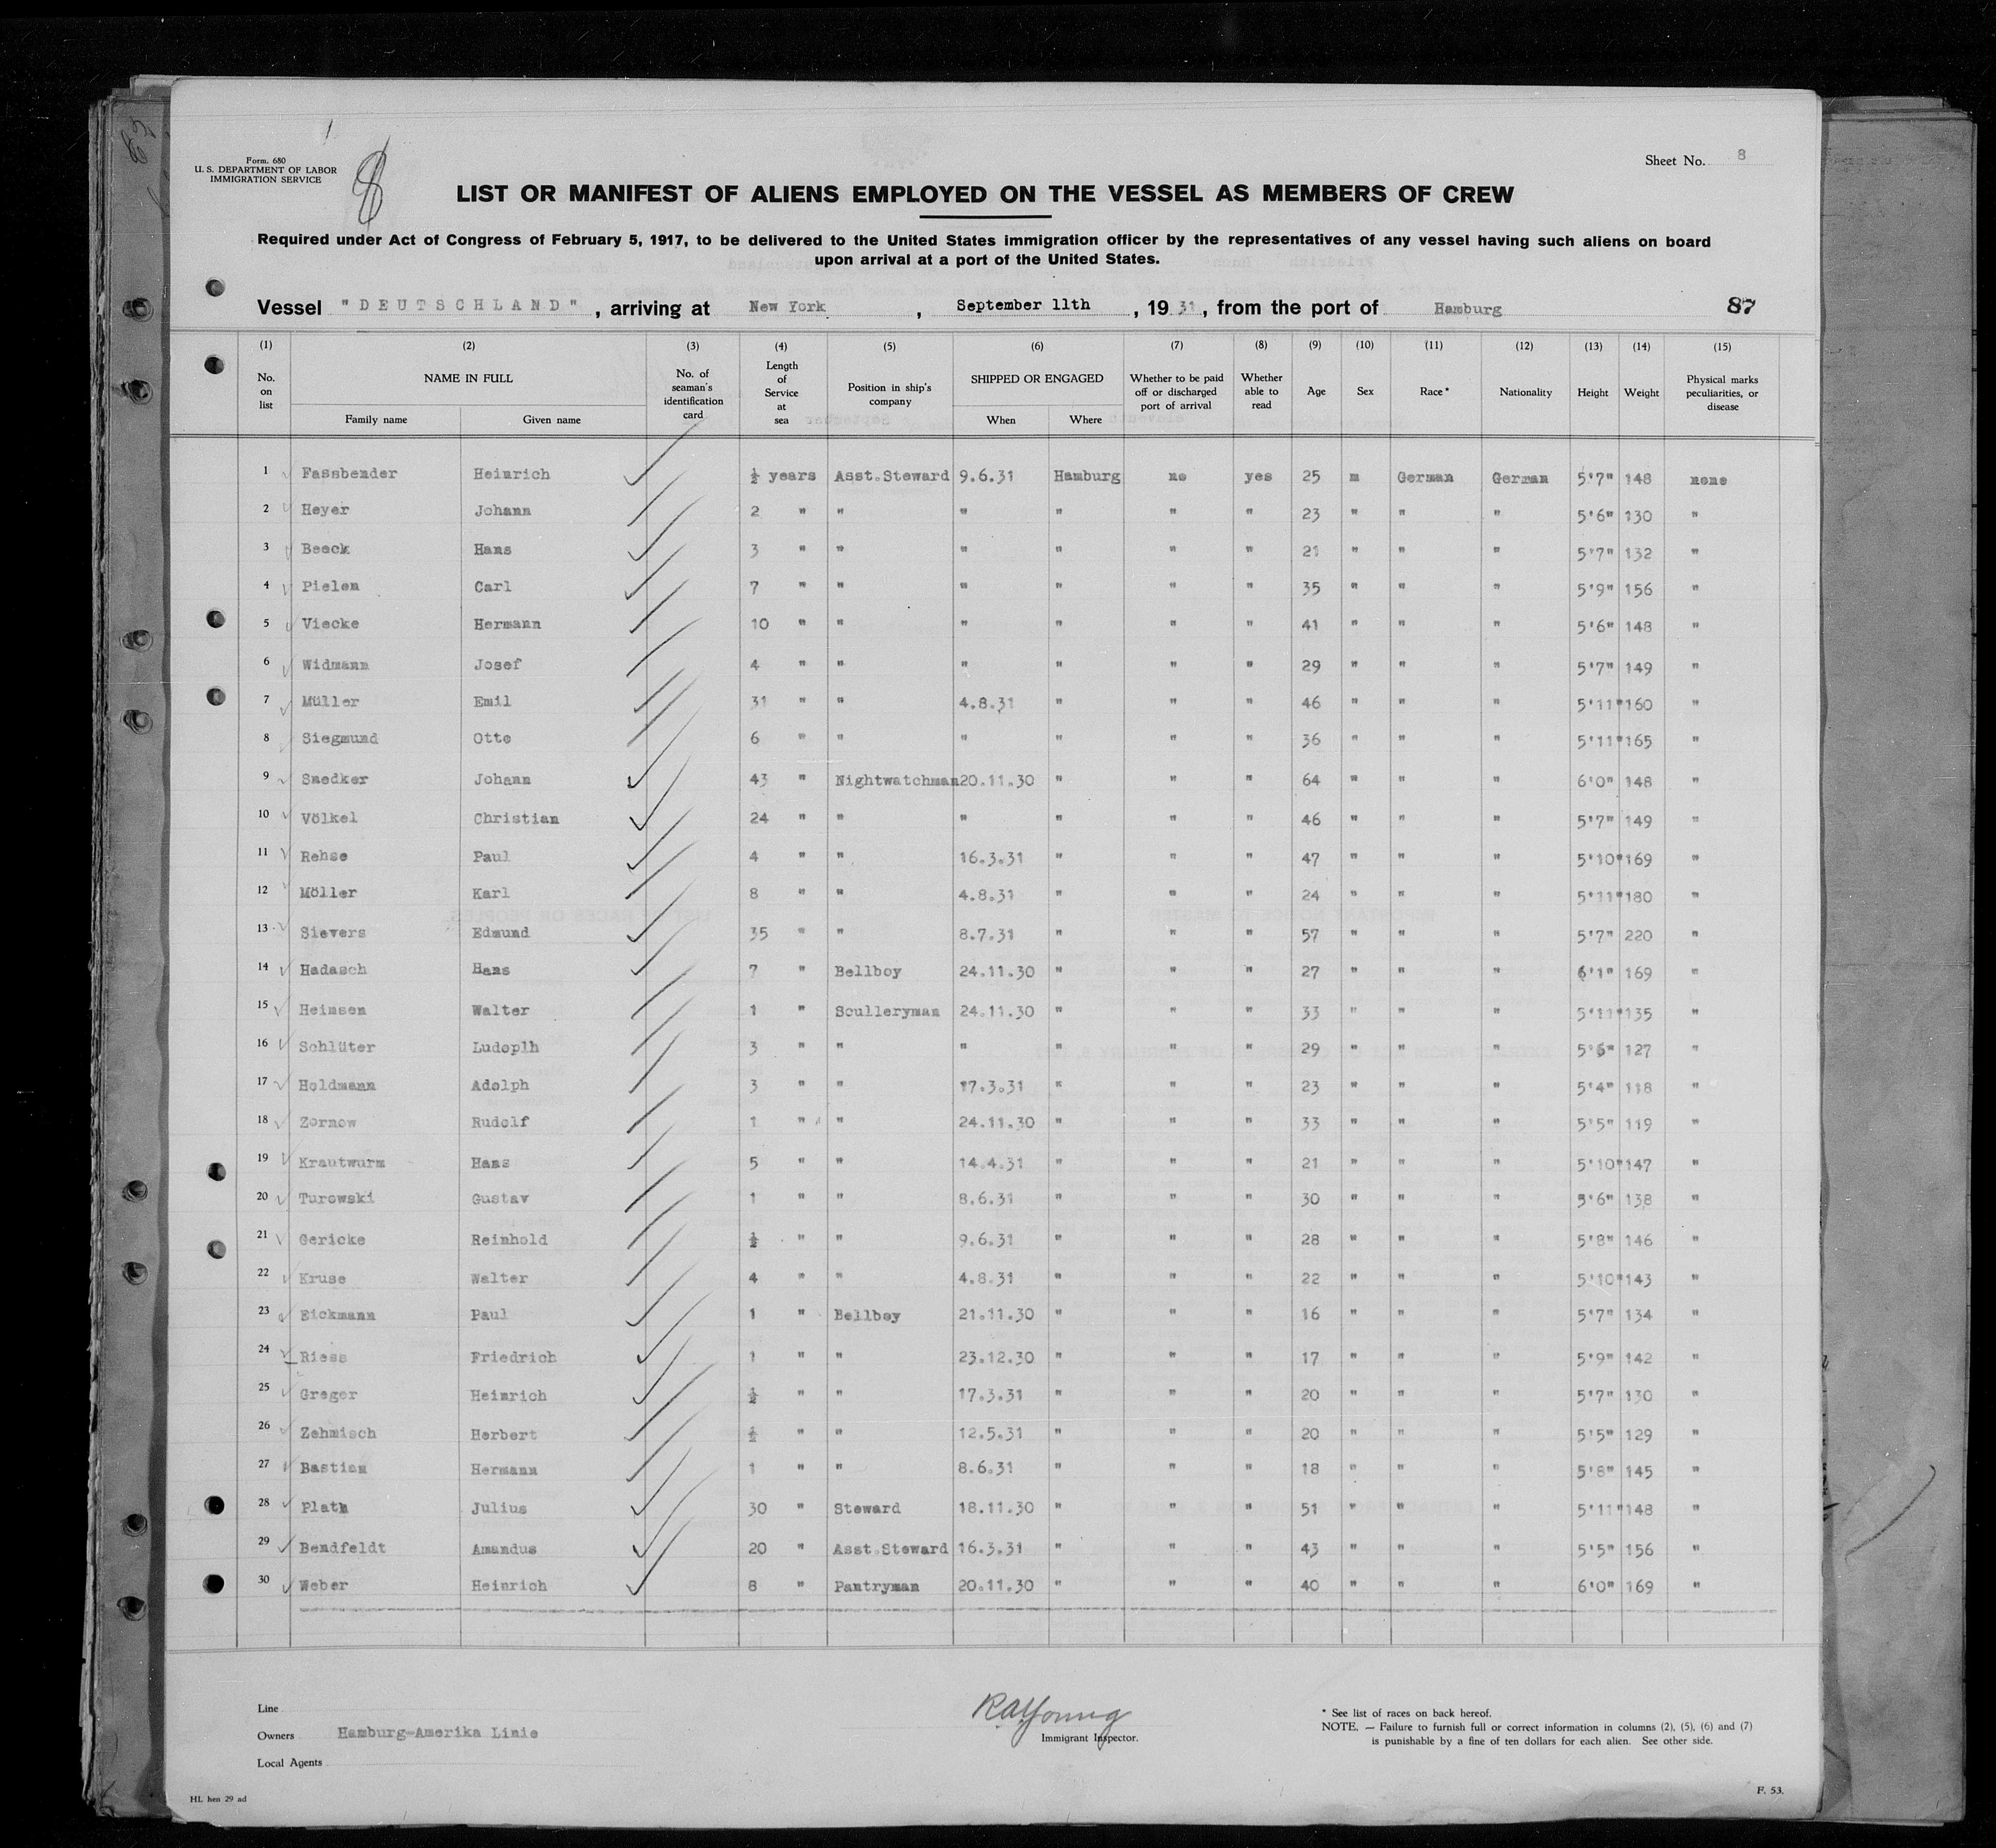 Form. 680
U. S. DEPARTMENT OF LABOR
IMMIGRATION SERVICE
8
Sheet No. 8
LIST OR MANIFEST OF ALIENS EMPLOYED ON THE VESSEL AS MEMBERS OF CREW
Required under Act of Congress of February 5, 1917, to be delivered to the United States immigration officer by the representatives of any vessel having such aliens on board
upon arrival at a port of the United States.
Vessel "DEUTSCHLAND", arriving at New York, September 11th, 1931, from the port of Hamburg 87
(1) (2) (3) (4) (5) (6) (7) (8) (9) (10) (11) (12) (13) (14) (15)
No. on list NAME IN FULL Family name Given name No. of seaman's identification card Length of Service at sea Position in ship's company SHIPPED OR ENGAGED When Where Whether to be paid off or discharged port of arrival Whether able to read Age Sex Race* Nationality Height Weight Physical marks peculiarities, or disease
1 Fassbender Heinrich ½ years Asst.Steward 9.6.31 Hamburg no yes 25 m German German 5'7" 148 none
2 Heyer Johann 2 " " " " " " 23 " " " 5'6" 130 "
3 Beeck Hans 3 " " " " " " 21 " " " 5'7" 132 "
4 Pielen Carl 7 " " " " " " 35 " " " 5'9" 156 "
5 Viecke Hermann 10 " " " " " " 41 " " " 5'6" 148 "
6 Widmann Josef 4 " " " " " " 29 " " " 5'7" 149 "
7 Müller Emil 31 " " 4.8.31 " " " 46 " " " 5'11" 160 "
8 Siegmund Otto 6 " " " " " " 36 " " " 5'11" 165 "
9 Snedker Johann 43 " Nightwatchman 20.11.30 " " " 64 " " " 6'0" 148 "
10 Völkel Christian 24 " " " " " " 46 " " " 5'7" 149 "
11 Rehse Paul 4 " " 16.3.31 " " " 47 " " " 5'10" 169 "
12 Möller Karl 8 " " 4.8.31 " " " 24 " " " 5'11" 180 "
13 Sievers Edmund 35 " " 8.7.31 " " " 57 " " " 5'7" 220 "
14 Hadasch Hans 7 " Bellboy 24.11.30 " " " 27 " " " 6'1" 169 "
15 Heimsen Walter 1 " Sculleryman 24.11.30 " " " 33 " " " 5'11" 135 "
16 Schlüter Ludoplh 3 " " " " " " 29 " " " 5'6" 127 "
17 Holdmann Adolph 3 " " 17.3.31 " " " 23 " " " 5'4" 118 "
18 Zornow Rudolf 1 " " 24.11.30 " " " 33 " " " 5'5" 119 "
19 Krautwurm Hans 5 " " 14.4.31 " " " 21 " " " 5'10" 147 "
20 Turowski Gustav 1 " " 8.6.31 " " " 30 " " " 5'6" 138 "
21 Gericke Reinhold ½ " " 9.6.31 " " " 28 " " " 5'8" 146 "
22 Kruse Walter 4 " " 4.8.31 " " " 22 " " " 5'10" 143 "
23 Eickmann Paul 1 " Bellboy 21.11.30 " " " 16 " " " 5'7" 134 "
24 Riess Friedrich 1 " " 23.12.30 " " " 17 " " " 5'9" 142 "
25 Greger Heinrich ½ " " 17.3.31 " " " 20 " " " 5'7" 130 "
26 Zehmisch Herbert ½ " " 12.5.31 " " " 20 " " " 5'5" 129 "
27 Bastian Hermann 1 " " 8.6.31 " " " 18 " " " 5'8" 145 "
28 Plath Julius 30 " Steward 18.11.30 " " " 51 " " " 5'11" 148 "
29 Bendfeldt Amandus 20 " Asst.Steward 16.3.31 " " " 43 " " " 5'5" 156 "
30 Weber Heinrich 8 " Pantryman 20.11.30 " " " 40 " " " 6'0" 169 "
Line
Owners Hamburg-Amerika Linie
Local Agents
RAYoung
Immigrant Inspector.
* See list of races on back hereof.
NOTE. — Failure to furnish full or correct information in columns (2), (5), (6) and (7)
is punishable by a fine of ten dollars for each alien. See other side.
HL hen 29 ad
F. 53.